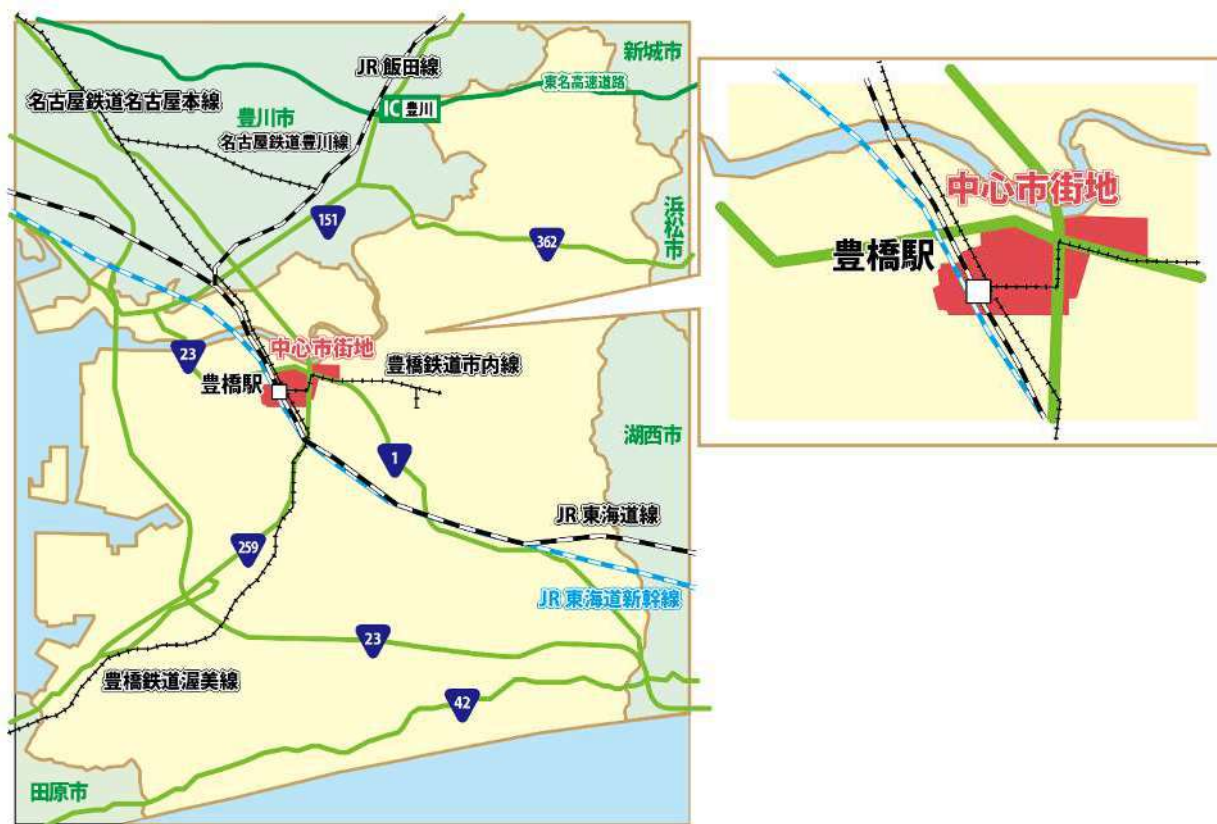 新城市
JR 飯田線
東名高速道路
名古屋鉄道名古屋本線
IC 豊川
豊川市
名古屋鉄道豊川線
151
362
浜松市
23
中心市街地
豊橋駅
豊橋鉄道市内線
湖西市
1
JR 東海道線
259
JR 東海道新幹線
23
豊橋鉄道渥美線
42
田原市
中心市街地
豊橋駅